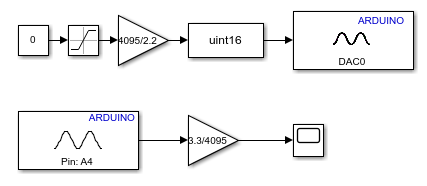 ARDUINO
0
4095/2.2
uint16
DAC0
ARDUINO
Pin: A4
3.3/4095